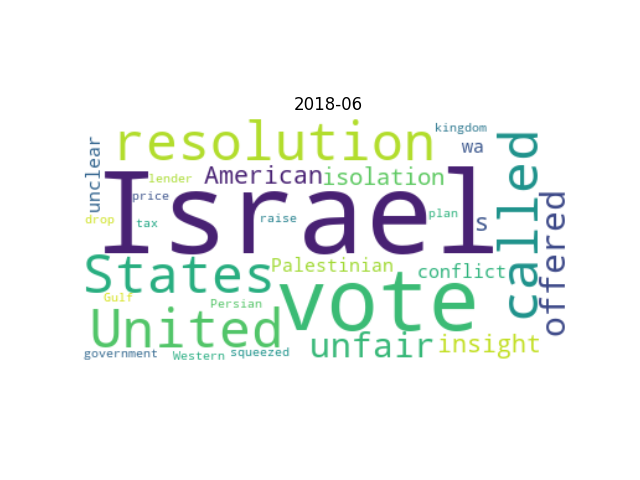 2018-06
kingdom
resolution
wa
called
unclear
lender
American
isolation
price
Israel
offered
drop
tax
raise
plan
s
States
Palestinian
conflict
Gulf
Persian
vote
United
unfair
insight
government
Western
squeezed